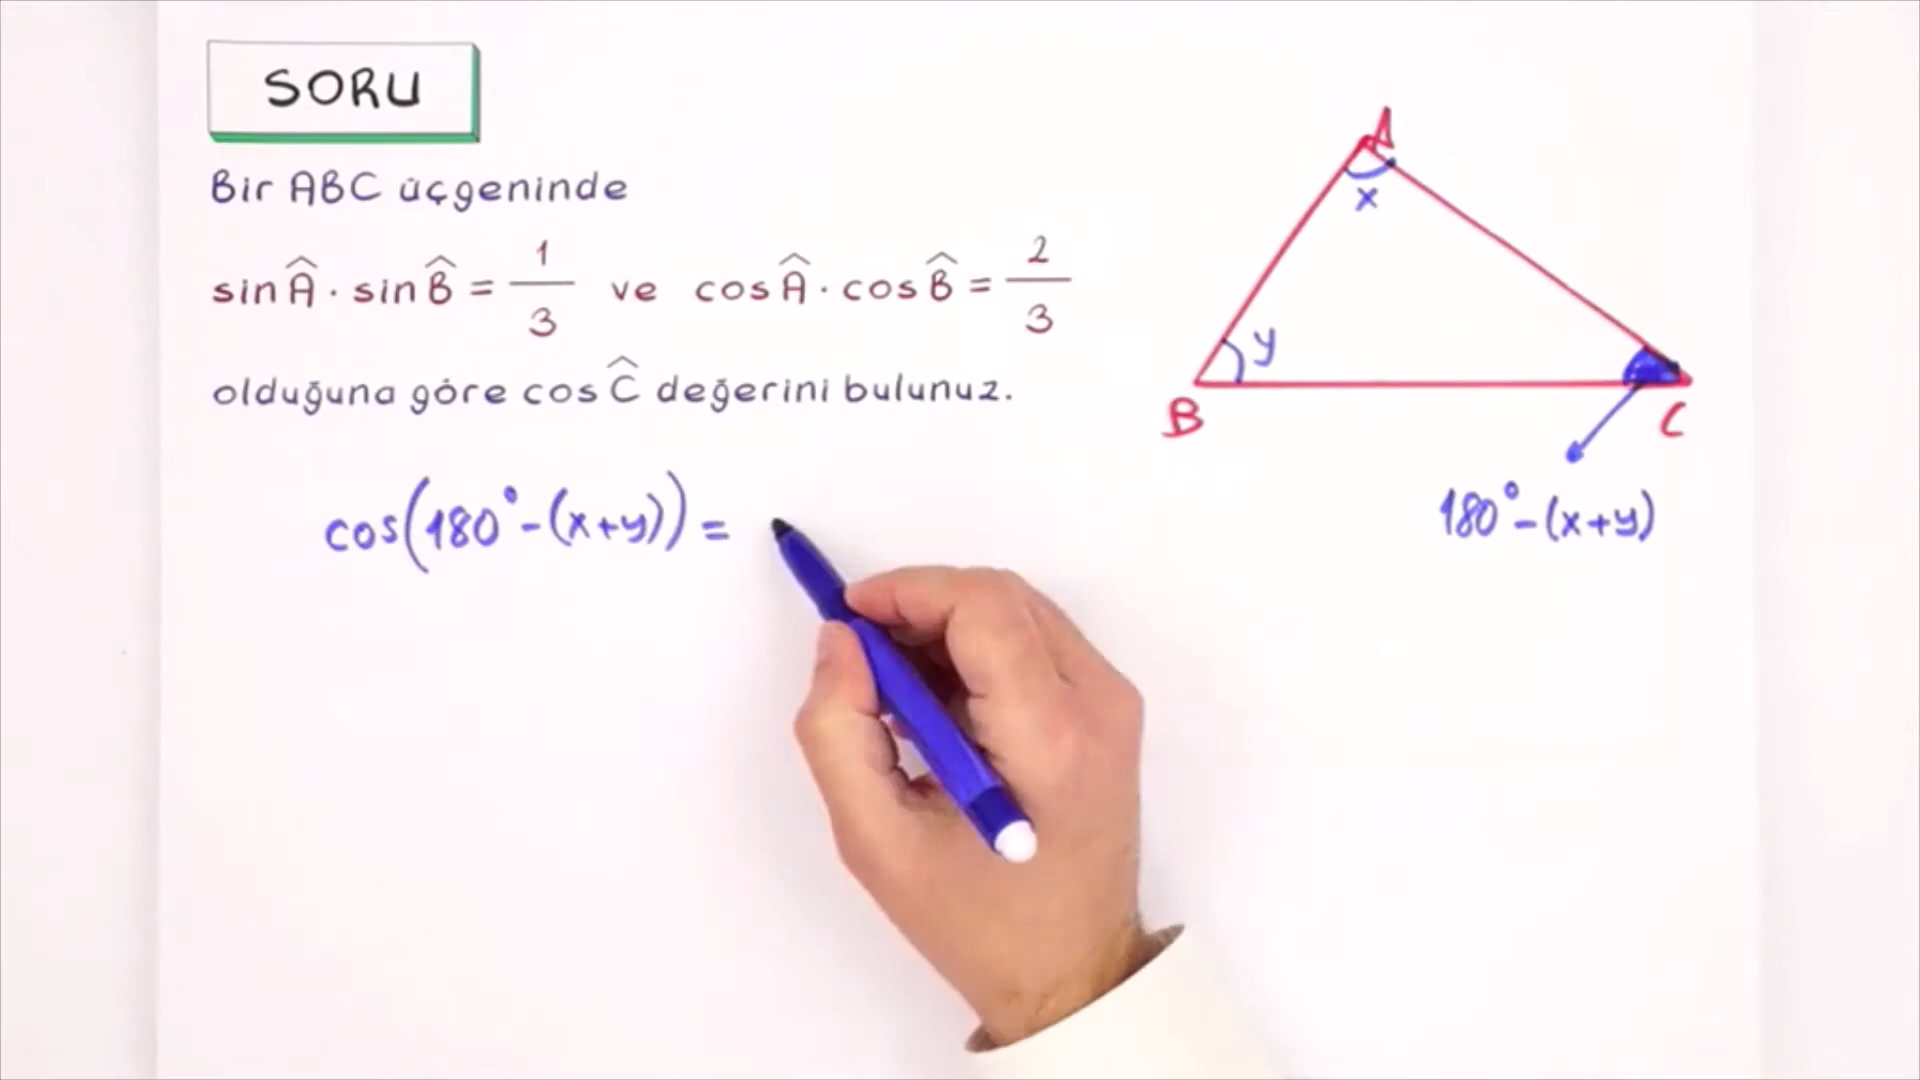 SORU
Bir ABC üçgeninde
sin Â · sin B̂ = 1/3 ve cos Â · cos B̂ = 2/3
olduğuna göre cos Ĉ değerini bulunuz.
cos(180° - (x+y)) =
A
x
y
B
C
180° - (x+y)